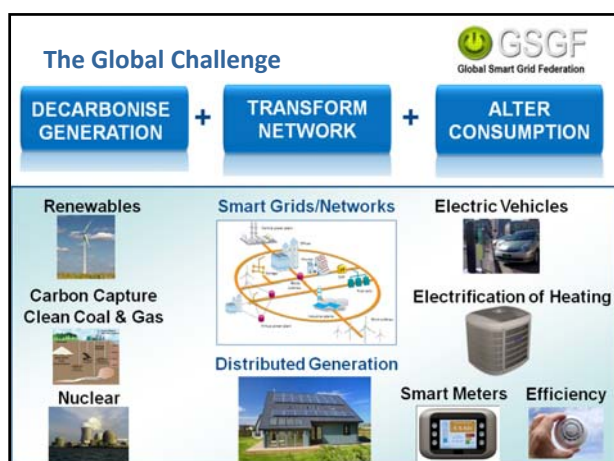 The Global Challenge
GSGF
Global Smart Grid Federation
DECARBONISE
GENERATION
+
TRANSFORM
NETWORK
+
ALTER
CONSUMPTION
Renewables
Carbon Capture
Clean Coal & Gas
Nuclear
Smart Grids/Networks
Distributed Generation
Electric Vehicles
Electrification of Heating
Smart Meters
Efficiency